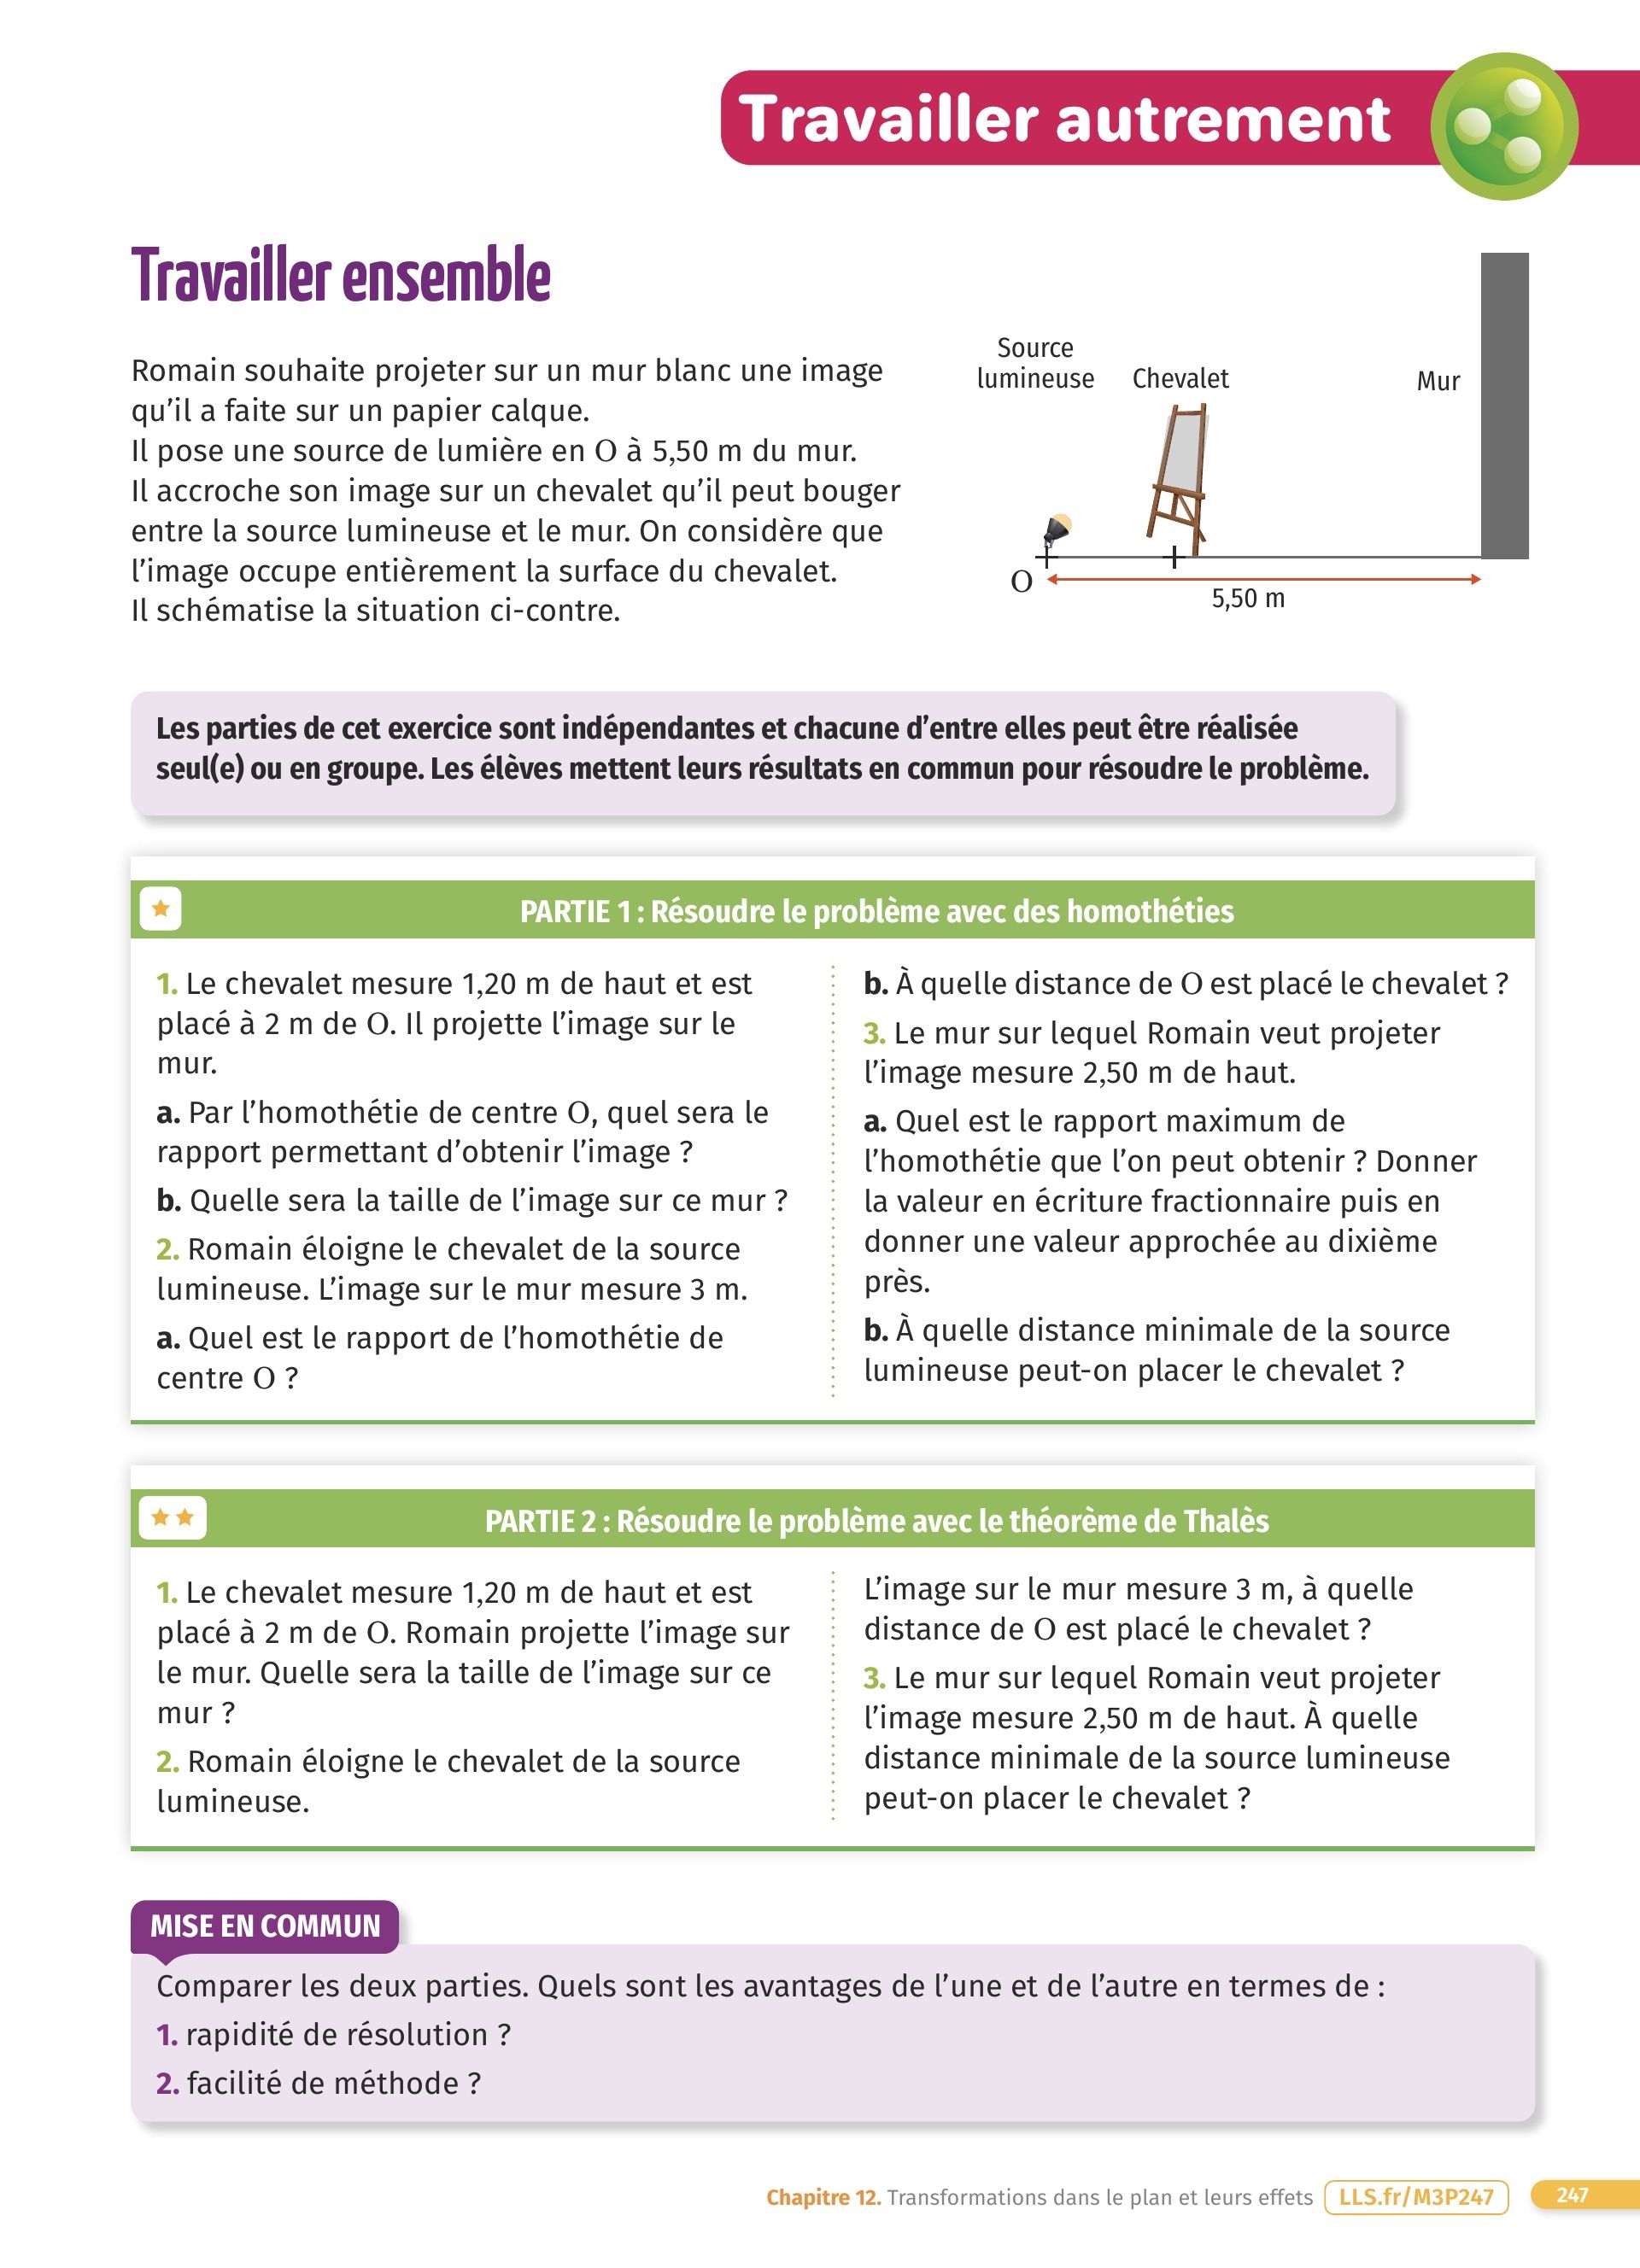 Travailler autrement
Travailler ensemble
Romain souhaite projeter sur un mur blanc une image
qu’il a faite sur un papier calque.
Il pose une source de lumière en O à 5,50 m du mur.
Il accroche son image sur un chevalet qu’il peut bouger
entre la source lumineuse et le mur. On considère que
l’image occupe entièrement la surface du chevalet.
Il schématise la situation ci-contre.
Source
lumineuse
Chevalet
Mur
O
5,50 m
Les parties de cet exercice sont indépendantes et chacune d’entre elles peut être réalisée
seul(e) ou en groupe. Les élèves mettent leurs résultats en commun pour résoudre le problème.
PARTIE 1 : Résoudre le problème avec des homothéties
1. Le chevalet mesure 1,20 m de haut et est
placé à 2 m de O. Il projette l’image sur le
mur.
a. Par l’homothétie de centre O, quel sera le
rapport permettant d’obtenir l’image ?
b. Quelle sera la taille de l’image sur ce mur ?
2. Romain éloigne le chevalet de la source
lumineuse. L’image sur le mur mesure 3 m.
a. Quel est le rapport de l’homothétie de
centre O ?
b. À quelle distance de O est placé le chevalet ?
3. Le mur sur lequel Romain veut projeter
l’image mesure 2,50 m de haut.
a. Quel est le rapport maximum de
l’homothétie que l’on peut obtenir ? Donner
la valeur en écriture fractionnaire puis en
donner une valeur approchée au dixième
près.
b. À quelle distance minimale de la source
lumineuse peut-on placer le chevalet ?
PARTIE 2 : Résoudre le problème avec le théorème de Thalès
1. Le chevalet mesure 1,20 m de haut et est
placé à 2 m de O. Romain projette l’image sur
le mur. Quelle sera la taille de l’image sur ce
mur ?
2. Romain éloigne le chevalet de la source
lumineuse.
L’image sur le mur mesure 3 m, à quelle
distance de O est placé le chevalet ?
3. Le mur sur lequel Romain veut projeter
l’image mesure 2,50 m de haut. À quelle
distance minimale de la source lumineuse
peut-on placer le chevalet ?
MISE EN COMMUN
Comparer les deux parties. Quels sont les avantages de l’une et de l’autre en termes de :
1. rapidité de résolution ?
2. facilité de méthode ?
Chapitre 12. Transformations dans le plan et leurs effets LLS.fr/M3P247 247